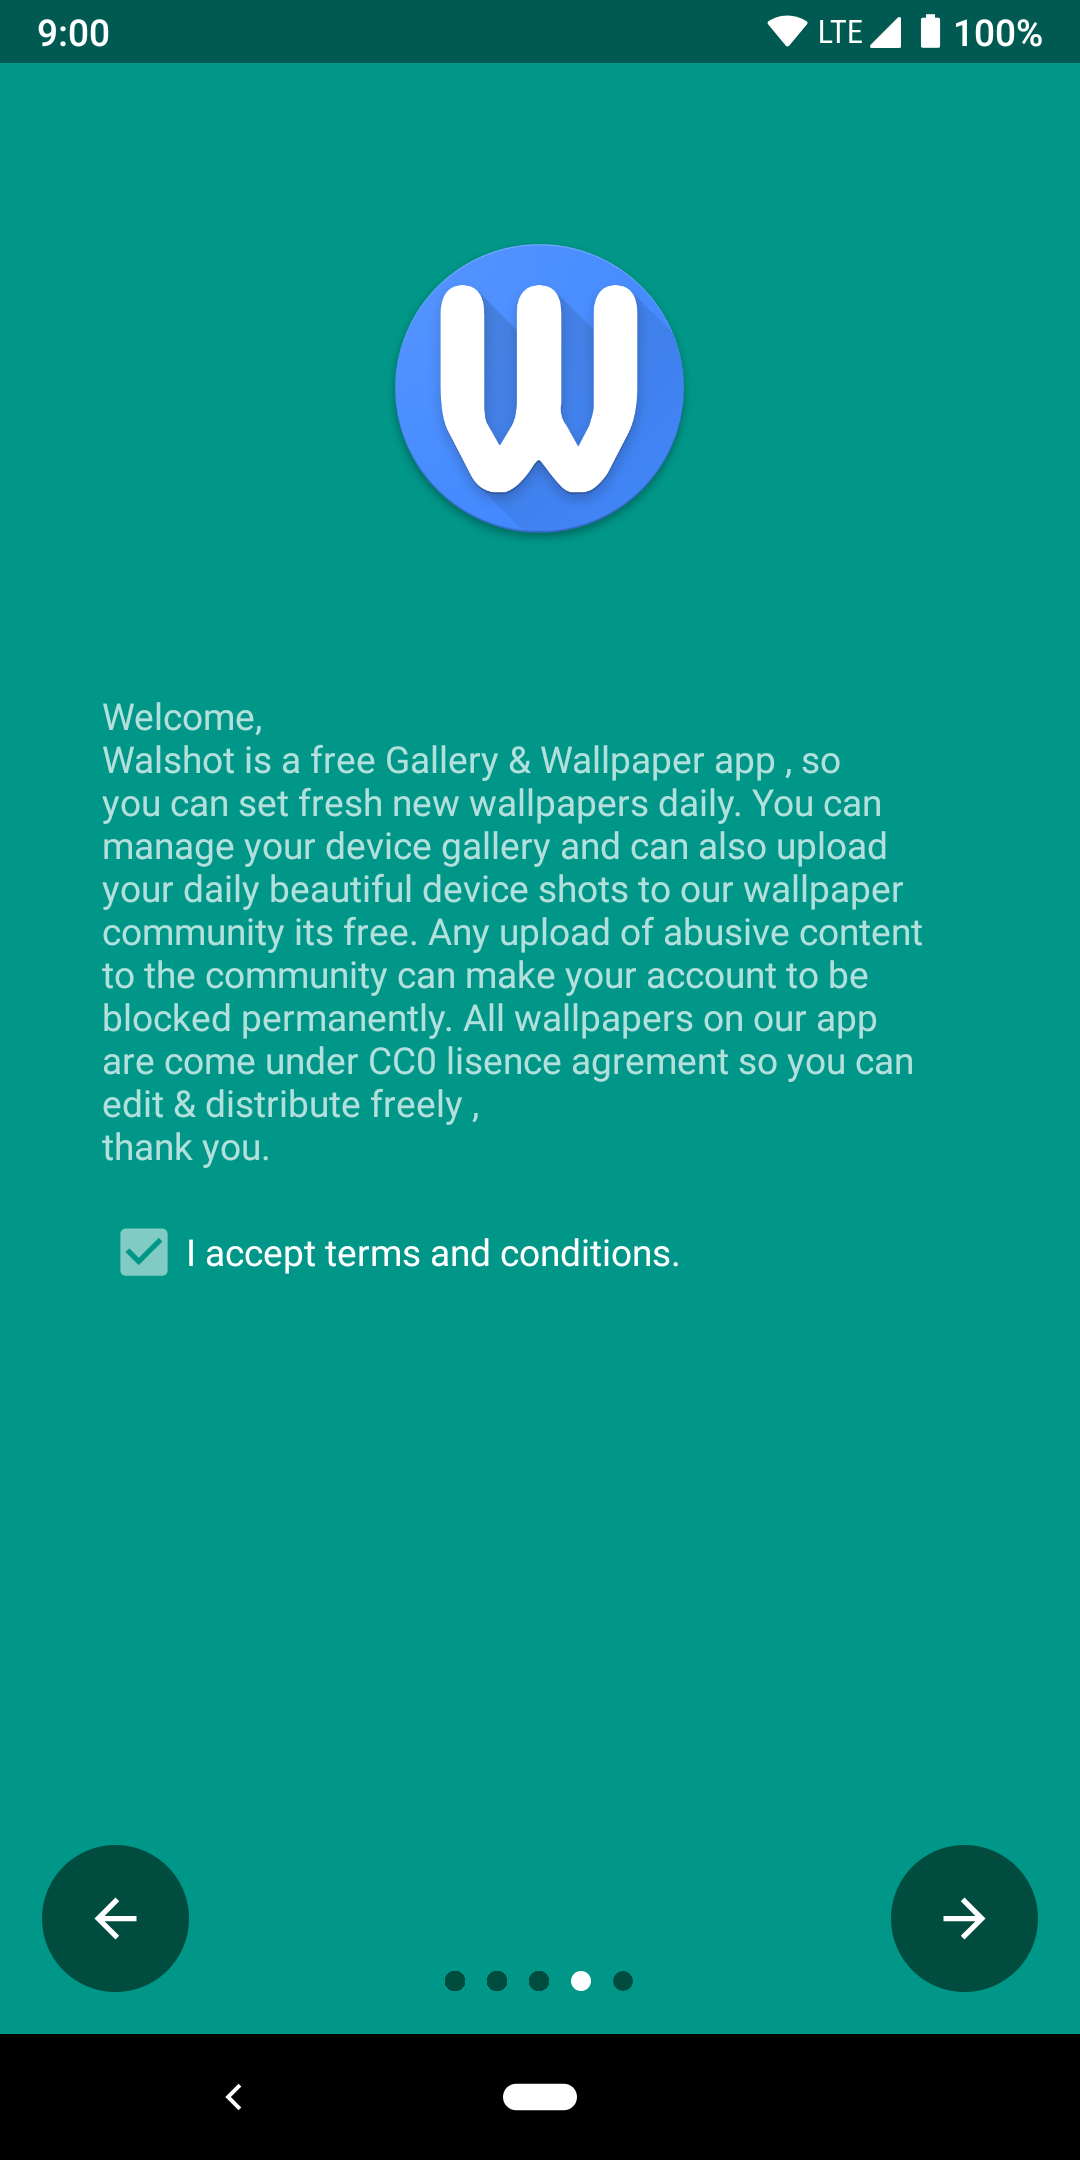 9:00 LTE 100%
W
Welcome,
Walshot is a free Gallery & Wallpaper app , so
you can set fresh new wallpapers daily. You can
manage your device gallery and can also upload
your daily beautiful device shots to our wallpaper
community its free. Any upload of abusive content
to the community can make your account to be
blocked permanently. All wallpapers on our app
are come under CC0 lisence agrement so you can
edit & distribute freely ,
thank you.
I accept terms and conditions.